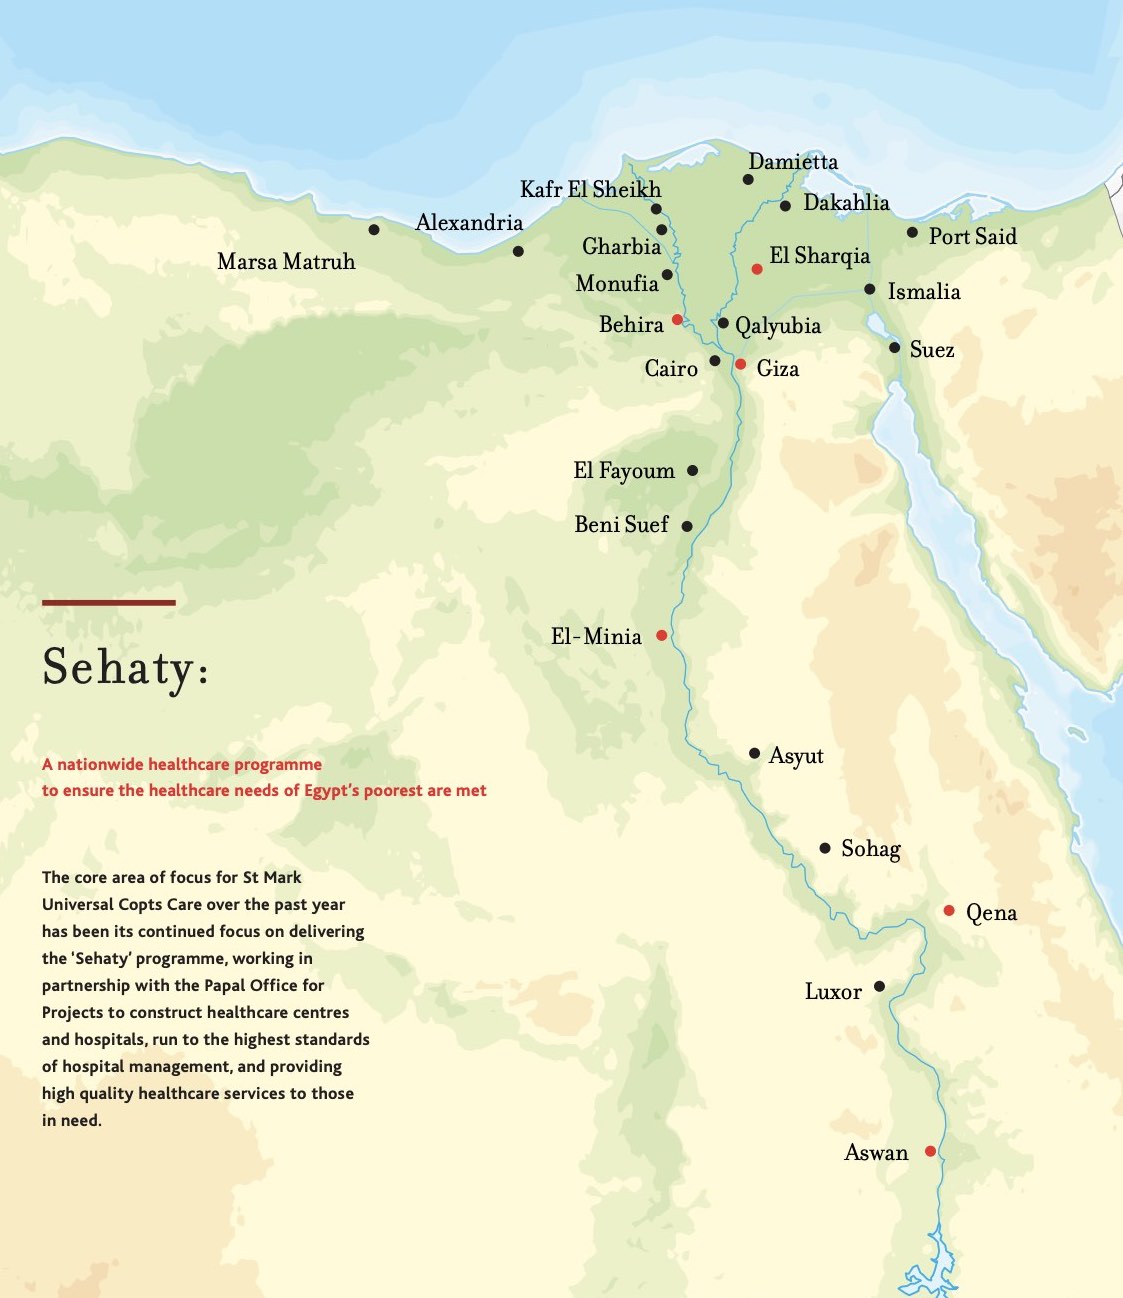 Damietta
Kafr El Sheikh
Dakahlia
Alexandria
Port Said
Gharbia
El Sharqia
Marsa Matruh
Monufia
Ismalia
Behira
Qalyubia
Suez
Cairo
Giza
El Fayoum
Beni Suef
El-Minia
Sehaty:
A nationwide healthcare programme
to ensure the healthcare needs of Egypt's poorest are met
Asyut
Sohag
The core area of focus for St Mark
Universal Copts Care over the past year
has been its continued focus on delivering
the 'Sehaty' programme, working in
partnership with the Papal Office for
Projects to construct healthcare centres
and hospitals, run to the highest standards
of hospital management, and providing
high quality healthcare services to those
in need.
Qena
Luxor
Aswan